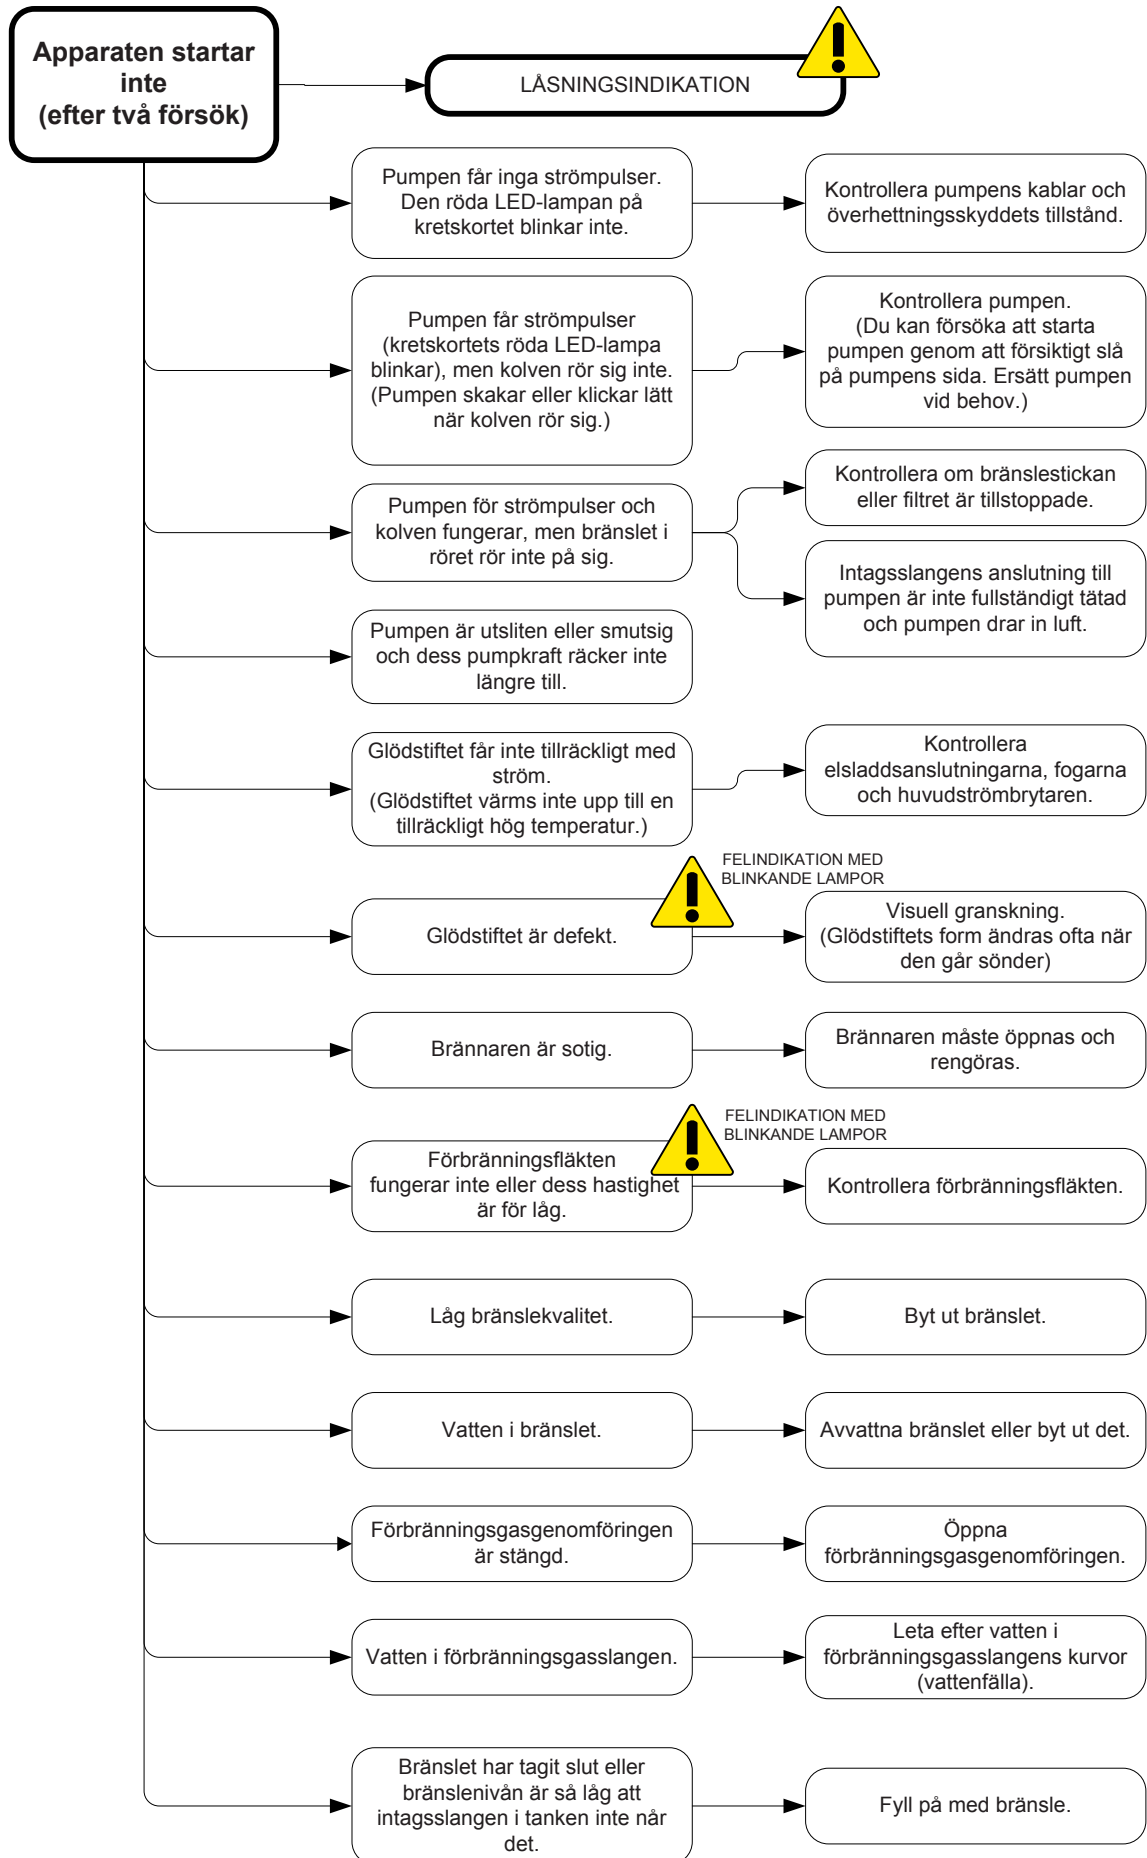 Apparaten startar
inte
(efter två försök)
LÅSNINGSINDIKATION
Pumpen får inga strömpulser.
Den röda LED-lampan på
kretskortet blinkar inte.
Kontrollera pumpens kablar och
överhettningsskyddets tillstånd.
Pumpen får strömpulser
(kretskortets röda LED-lampa
blinkar), men kolven rör sig inte.
(Pumpen skakar eller klickar lätt
när kolven rör sig.)
Kontrollera pumpen.
(Du kan försöka att starta
pumpen genom att försiktigt slå
på pumpens sida. Ersätt pumpen
vid behov.)
Pumpen för strömpulser och
kolven fungerar, men bränslet i
röret rör inte på sig.
Kontrollera om bränslestickan
eller filtret är tillstoppade.
Intagsslangens anslutning till
pumpen är inte fullständigt tätad
och pumpen drar in luft.
Pumpen är utsliten eller smutsig
och dess pumpkraft räcker inte
längre till.
Glödstiftet får inte tillräckligt med
ström.
(Glödstiftet värms inte upp till en
tillräckligt hög temperatur.)
Kontrollera
elsladdsanslutningarna, fogarna
och huvudströmbrytaren.
FELINDIKATION MED
BLINKANDE LAMPOR
Glödstiftet är defekt.
Visuell granskning.
(Glödstiftets form ändras ofta när
den går sönder)
Brännaren är sotig.
Brännaren måste öppnas och
rengöras.
FELINDIKATION MED
BLINKANDE LAMPOR
Förbränningsfläkten
fungerar inte eller dess hastighet
är för låg.
Kontrollera förbränningsfläkten.
Låg bränslekvalitet.
Byt ut bränslet.
Vatten i bränslet.
Avvattna bränslet eller byt ut det.
Förbränningsgasgenomföringen
är stängd.
Öppna
förbränningsgasgenomföringen.
Vatten i förbränningsgasslangen.
Leta efter vatten i
förbränningsgasslangens kurvor
(vattenfälla).
Bränslet har tagit slut eller
bränslenivån är så låg att
intagsslangen i tanken inte når
det.
Fyll på med bränsle.